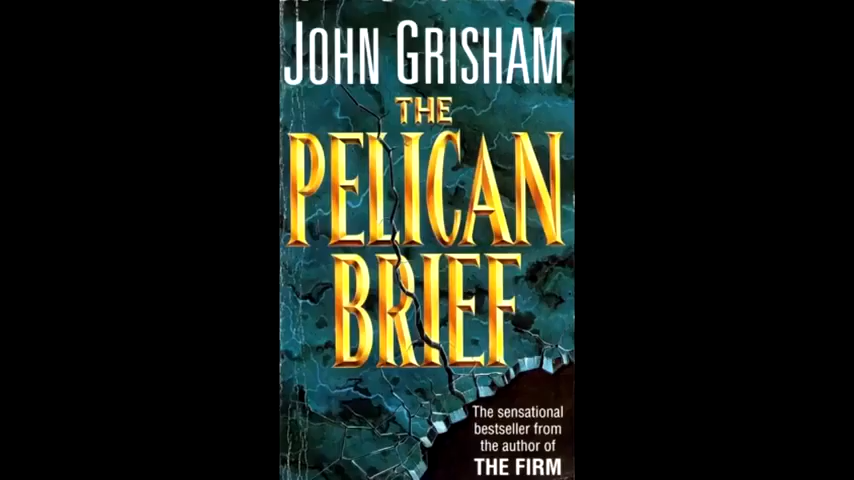 JOHN GRISHAM
THE
PELICAN
BRIEF
The sensational
bestseller from
the author of
THE FIRM